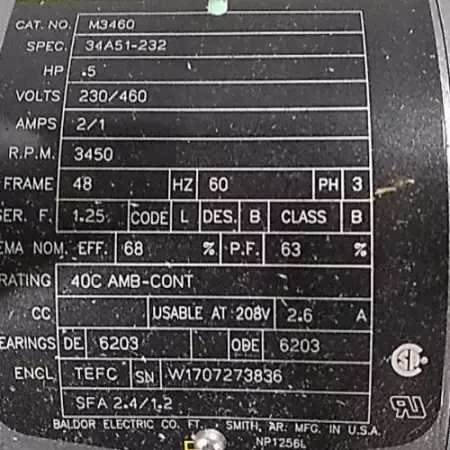 CAT. NO. M3460
SPEC. 34A51-232
HP .5
VOLTS 230/460
AMPS 2/1
R.P.M. 3450
FRAME 48 HZ 60 PH 3
SER. F. 1.25 CODE L DES. B CLASS B
EMA NOM. EFF. 68 % P.F. 63 %
RATING 40C AMB-CONT
CC USABLE AT 208V 2.6 A
EARINGS DE 6203 ODE 6203
ENCL. TEFC SN W1707273836
SFA 2.4/1.2
BALDOR ELECTRIC CO. FT. SMITH, AR. MFG. IN U.S.A.
NP1256L